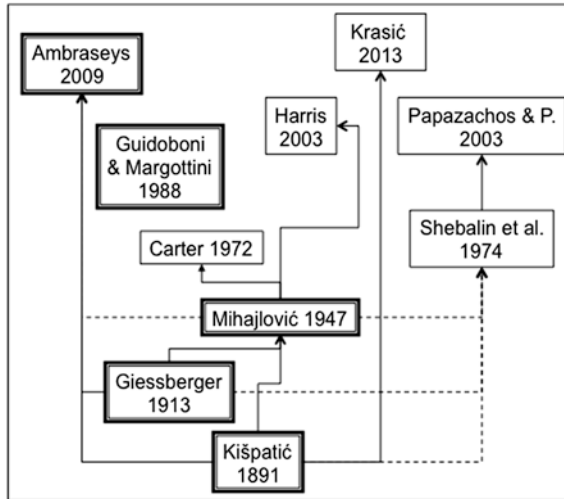 Krasić
2013
Ambraseys
2009
Harris
2003
Papazachos & P.
2003
Guidoboni
& Margottini
1988
Shebalin et al.
1974
Carter 1972
Mihajlović 1947
Giessberger
1913
Kišpatić
1891